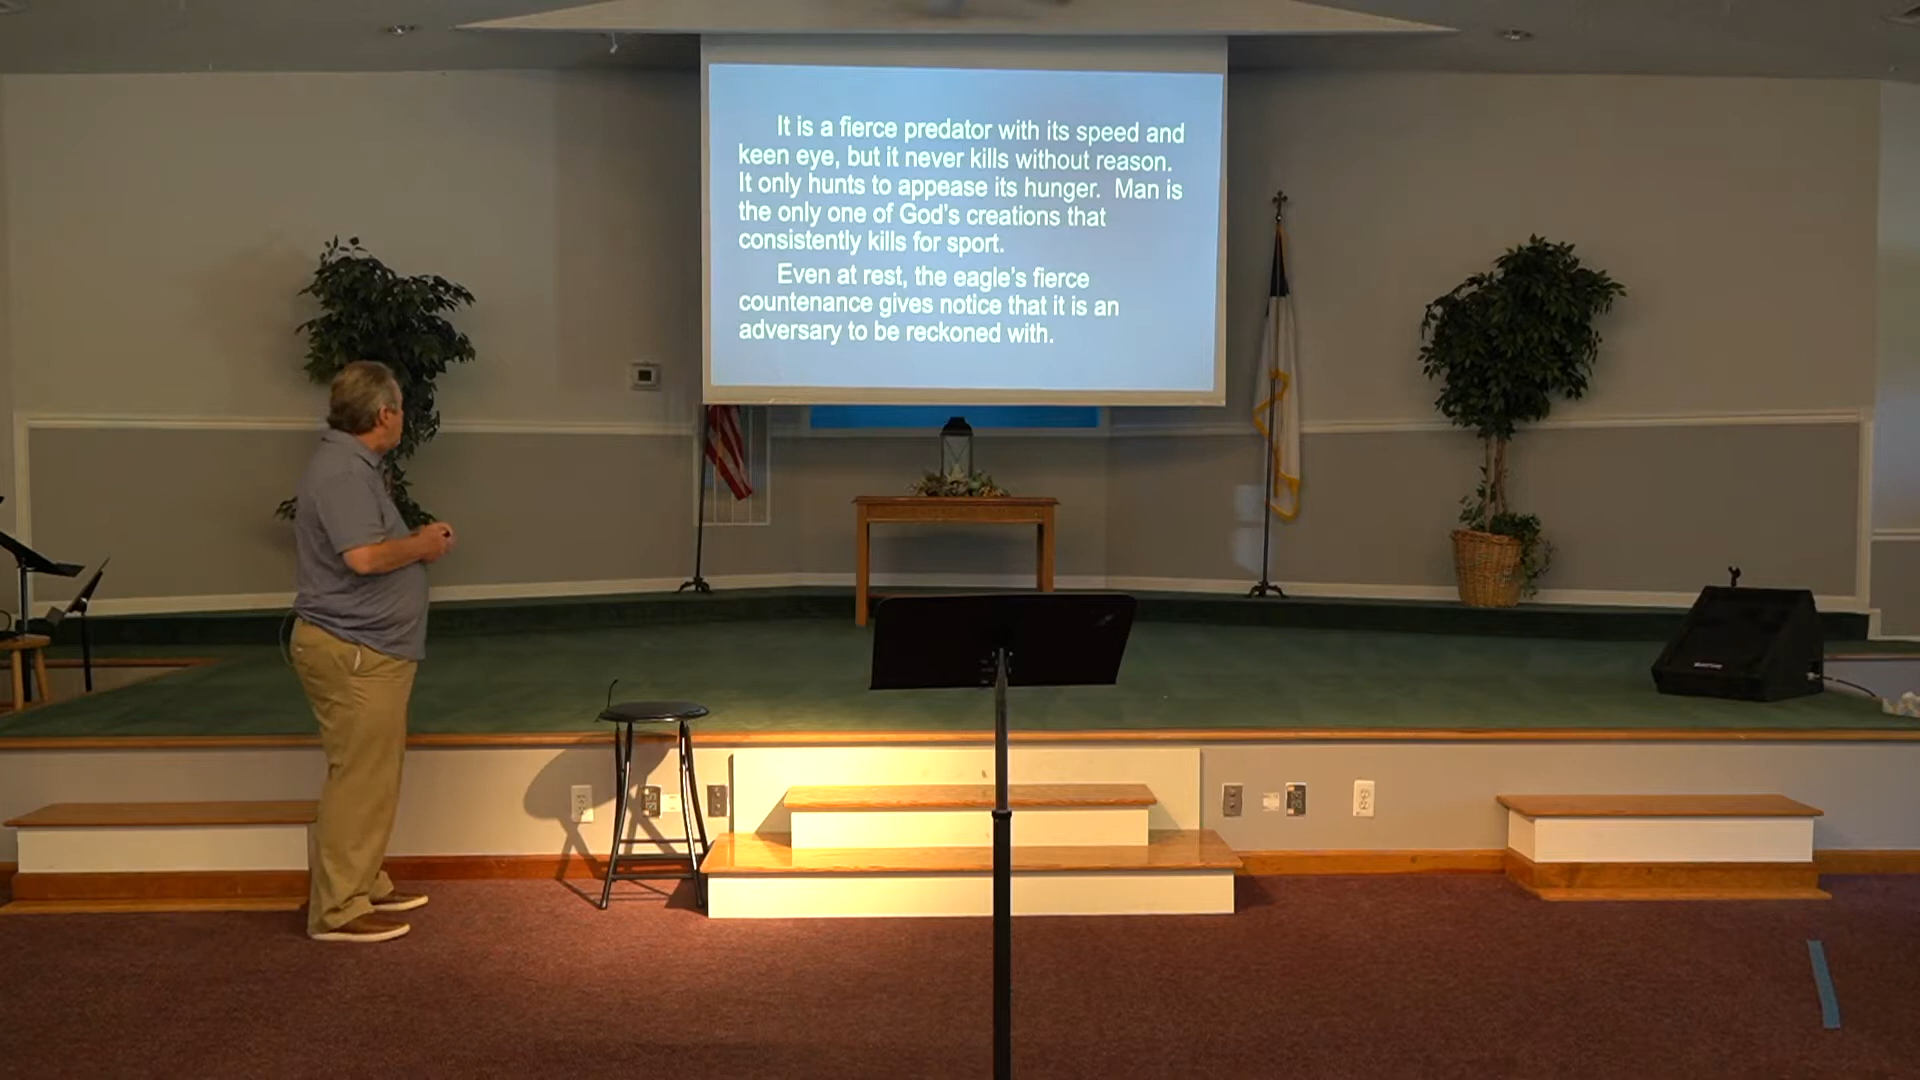 It is a fierce predator with its speed and
keen eye, but it never kills without reason.
It only hunts to appease its hunger.  Man is
the only one of God's creations that
consistently kills for sport.
Even at rest, the eagle's fierce
countenance gives notice that it is an
adversary to be reckoned with.